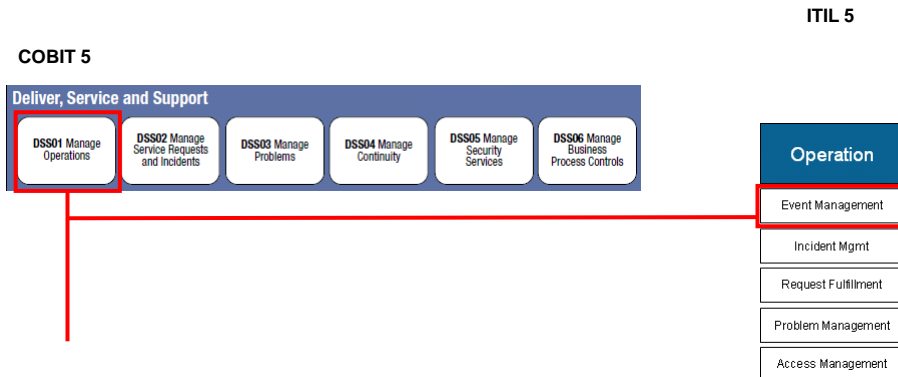 ITIL 5
COBIT 5
Deliver, Service and Support
DSS01 Manage
Operations
DSS02 Manage
Service Requests
and Incidents
DSS03 Manage
Problems
DSS04 Manage
Continuity
DSS05 Manage
Security
Services
DSS06 Manage
Business
Process Controls
Operation
Event Management
Incident Mgmt
Request Fulfillment
Problem Management
Access Management